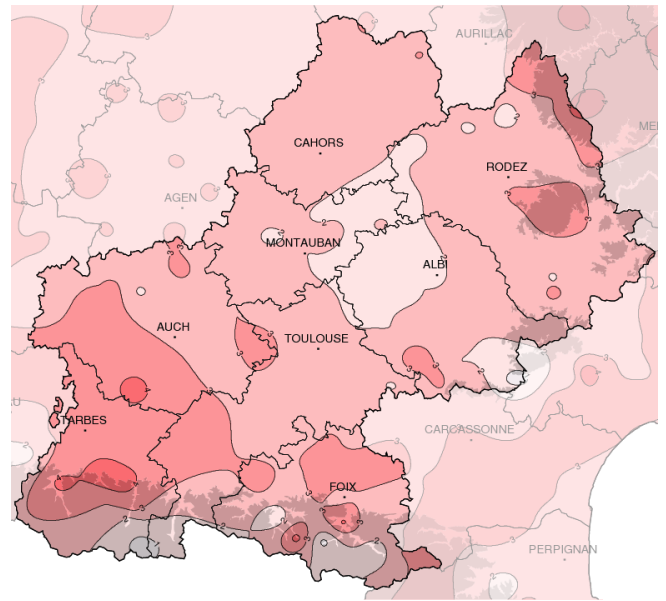 AURILLAC
CAHORS
RODEZ
AGEN
MONTAUBAN
ALBI
AUCH
TOULOUSE
TARBES
CARCASSONNE
FOIX
PERPIGNAN